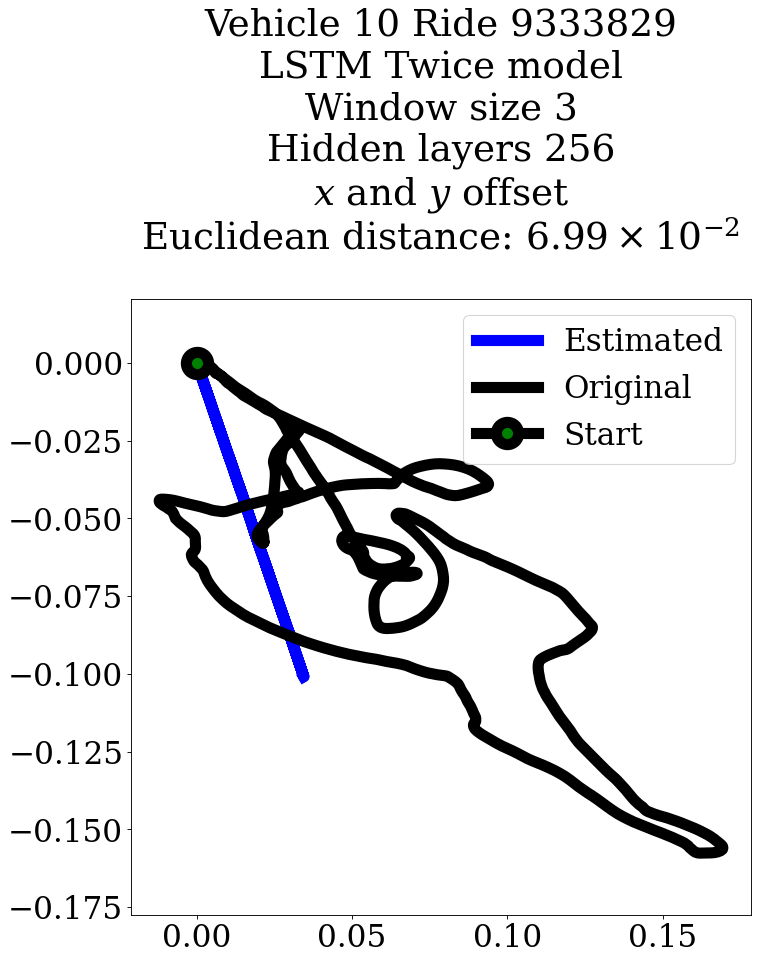 Vehicle 10 Ride 9333829
LSTM Twice model
Window size 3
Hidden layers 256
x and y offset
Euclidean distance: 6.99 × 10⁻²
Estimated
Original
Start
0.000
−0.025
−0.050
−0.075
−0.100
−0.125
−0.150
−0.175
0.00 0.05 0.10 0.15